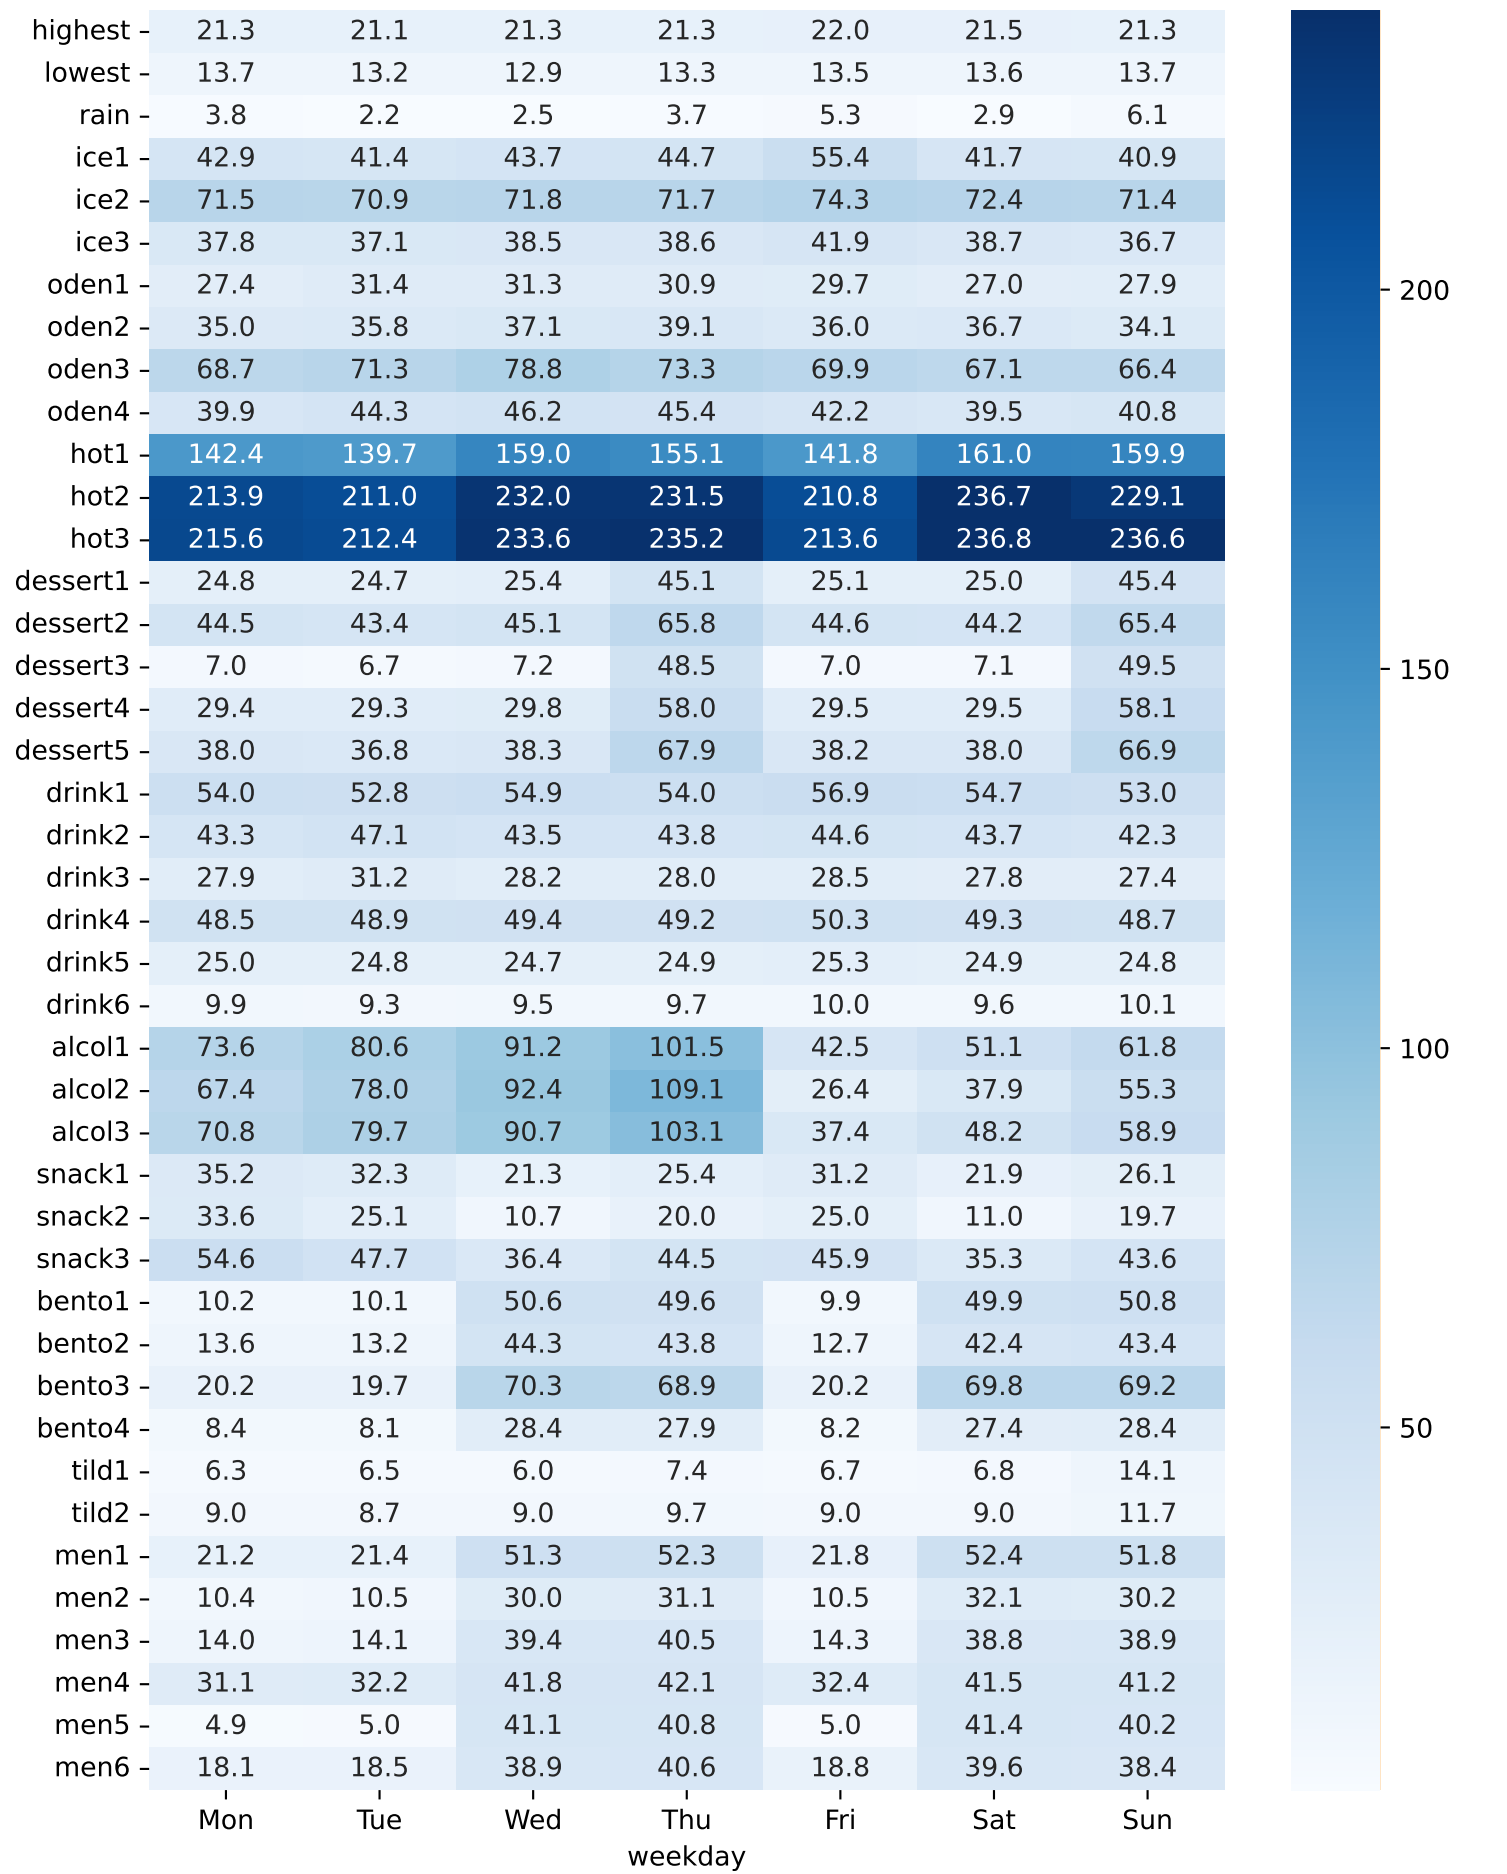 highest 21.3 21.1 21.3 21.3 22.0 21.5 21.3
lowest 13.7 13.2 12.9 13.3 13.5 13.6 13.7
rain 3.8 2.2 2.5 3.7 5.3 2.9 6.1
ice1 42.9 41.4 43.7 44.7 55.4 41.7 40.9
ice2 71.5 70.9 71.8 71.7 74.3 72.4 71.4
ice3 37.8 37.1 38.5 38.6 41.9 38.7 36.7
oden1 27.4 31.4 31.3 30.9 29.7 27.0 27.9
oden2 35.0 35.8 37.1 39.1 36.0 36.7 34.1
oden3 68.7 71.3 78.8 73.3 69.9 67.1 66.4
oden4 39.9 44.3 46.2 45.4 42.2 39.5 40.8
hot1 142.4 139.7 159.0 155.1 141.8 161.0 159.9
hot2 213.9 211.0 232.0 231.5 210.8 236.7 229.1
hot3 215.6 212.4 233.6 235.2 213.6 236.8 236.6
dessert1 24.8 24.7 25.4 45.1 25.1 25.0 45.4
dessert2 44.5 43.4 45.1 65.8 44.6 44.2 65.4
dessert3 7.0 6.7 7.2 48.5 7.0 7.1 49.5
dessert4 29.4 29.3 29.8 58.0 29.5 29.5 58.1
dessert5 38.0 36.8 38.3 67.9 38.2 38.0 66.9
drink1 54.0 52.8 54.9 54.0 56.9 54.7 53.0
drink2 43.3 47.1 43.5 43.8 44.6 43.7 42.3
drink3 27.9 31.2 28.2 28.0 28.5 27.8 27.4
drink4 48.5 48.9 49.4 49.2 50.3 49.3 48.7
drink5 25.0 24.8 24.7 24.9 25.3 24.9 24.8
drink6 9.9 9.3 9.5 9.7 10.0 9.6 10.1
alcol1 73.6 80.6 91.2 101.5 42.5 51.1 61.8
alcol2 67.4 78.0 92.4 109.1 26.4 37.9 55.3
alcol3 70.8 79.7 90.7 103.1 37.4 48.2 58.9
snack1 35.2 32.3 21.3 25.4 31.2 21.9 26.1
snack2 33.6 25.1 10.7 20.0 25.0 11.0 19.7
snack3 54.6 47.7 36.4 44.5 45.9 35.3 43.6
bento1 10.2 10.1 50.6 49.6 9.9 49.9 50.8
bento2 13.6 13.2 44.3 43.8 12.7 42.4 43.4
bento3 20.2 19.7 70.3 68.9 20.2 69.8 69.2
bento4 8.4 8.1 28.4 27.9 8.2 27.4 28.4
tild1 6.3 6.5 6.0 7.4 6.7 6.8 14.1
tild2 9.0 8.7 9.0 9.7 9.0 9.0 11.7
men1 21.2 21.4 51.3 52.3 21.8 52.4 51.8
men2 10.4 10.5 30.0 31.1 10.5 32.1 30.2
men3 14.0 14.1 39.4 40.5 14.3 38.8 38.9
men4 31.1 32.2 41.8 42.1 32.4 41.5 41.2
men5 4.9 5.0 41.1 40.8 5.0 41.4 40.2
men6 18.1 18.5 38.9 40.6 18.8 39.6 38.4
Mon Tue Wed Thu Fri Sat Sun
weekday
200
150
100
50